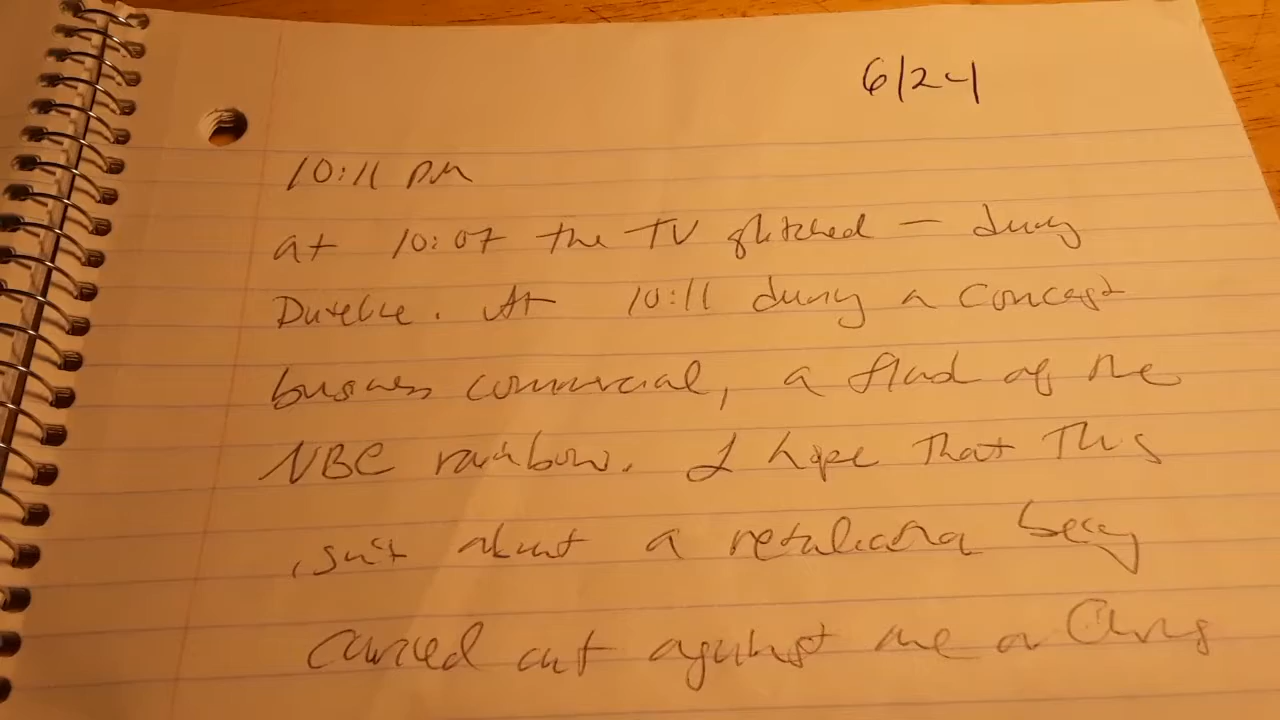 6/24
10:11 PM
at 10:07 the TV glitched — during
Dateline. At 10:11 during a Comcast
business commercial, a flash of the
NBC rainbow. I hope that this
isn't about a retaliation being
carried out against me or Chris